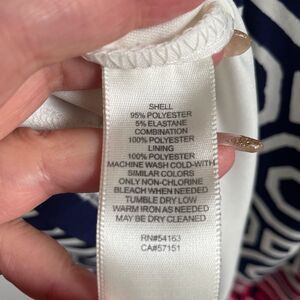 SHELL
95% POLYESTER
5% ELASTANE
COMBINATION
100% POLYESTER
LINING
100% POLYESTER
MACHINE WASH COLD-WITH
SIMILAR COLORS
ONLY NON-CHLORINE
BLEACH WHEN NEEDED
TUMBLE DRY LOW
WARM IRON AS NEEDED
MAY BE DRY CLEANED
RN#54163
CA#57151